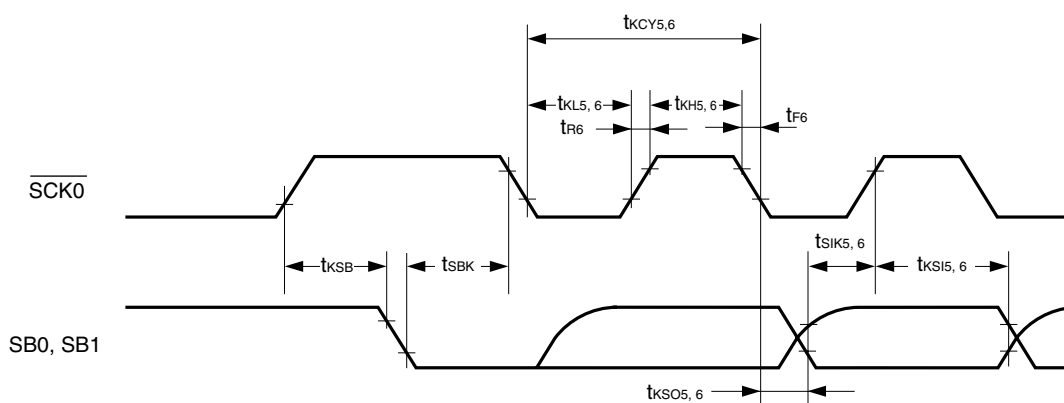 tKCY5,6
tKL5, 6
tKH5, 6
tR6
tF6
SCK0
tSIK5, 6
tKSB
tSBK
tKSI5, 6
SB0, SB1
tKSO5, 6